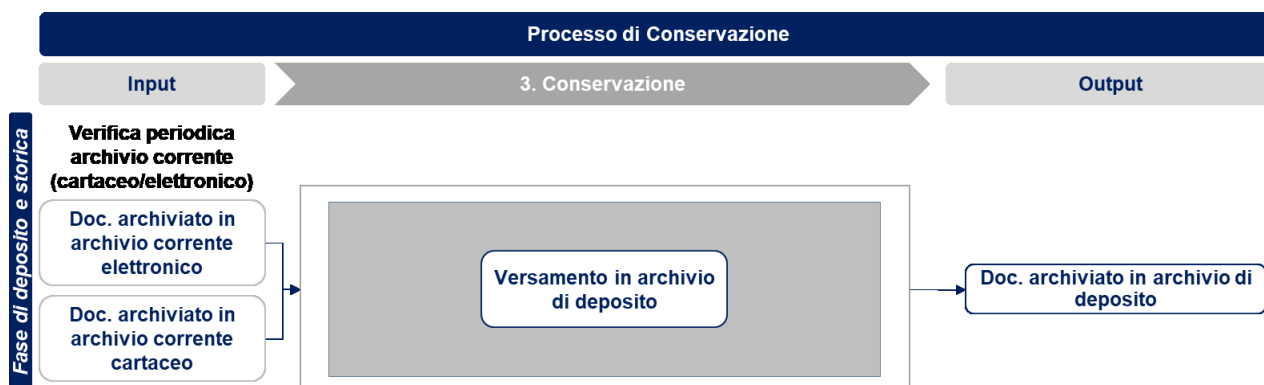 Processo di Conservazione
Input
3. Conservazione
Output
Fase di deposito e storica
Verifica periodica
archivio corrente
(cartaceo/elettronico)
Doc. archiviato in
archivio corrente
elettronico
Doc. archiviato in
archivio corrente
cartaceo
Versamento in archivio
di deposito
Doc. archiviato in archivio di
deposito